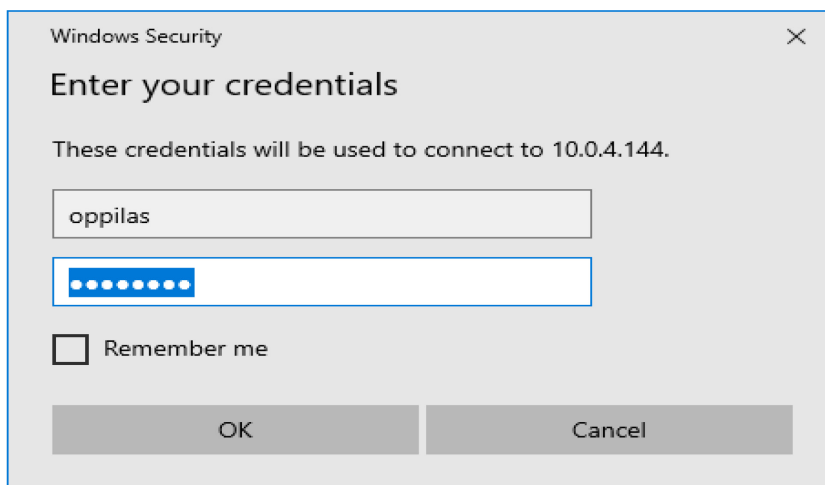 Windows Security
Enter your credentials
These credentials will be used to connect to 10.0.4.144.
oppilas
●●●●●●●●
Remember me
OK
Cancel